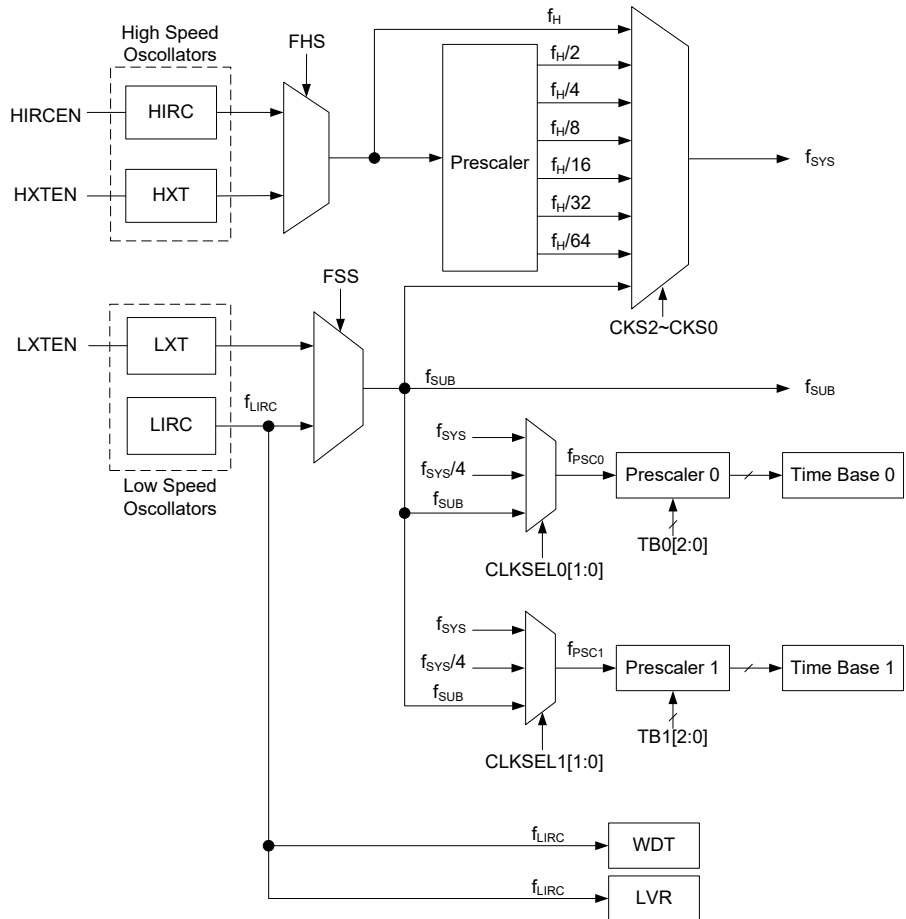 High Speed
Oscollators
FHS
HIRCEN
HIRC
HXTEN
HXT
Prescaler
fH
fH/2
fH/4
fH/8
fH/16
fH/32
fH/64
fSYS
CKS2~CKS0
FSS
LXTEN
LXT
LIRC
fLIRC
Low Speed
Oscollators
fSUB
fSUB
fSYS
fSYS/4
fSUB
fPSC0
Prescaler 0
Time Base 0
TB0[2:0]
CLKSEL0[1:0]
fSYS
fSYS/4
fSUB
fPSC1
Prescaler 1
Time Base 1
TB1[2:0]
CLKSEL1[1:0]
fLIRC
WDT
fLIRC
LVR